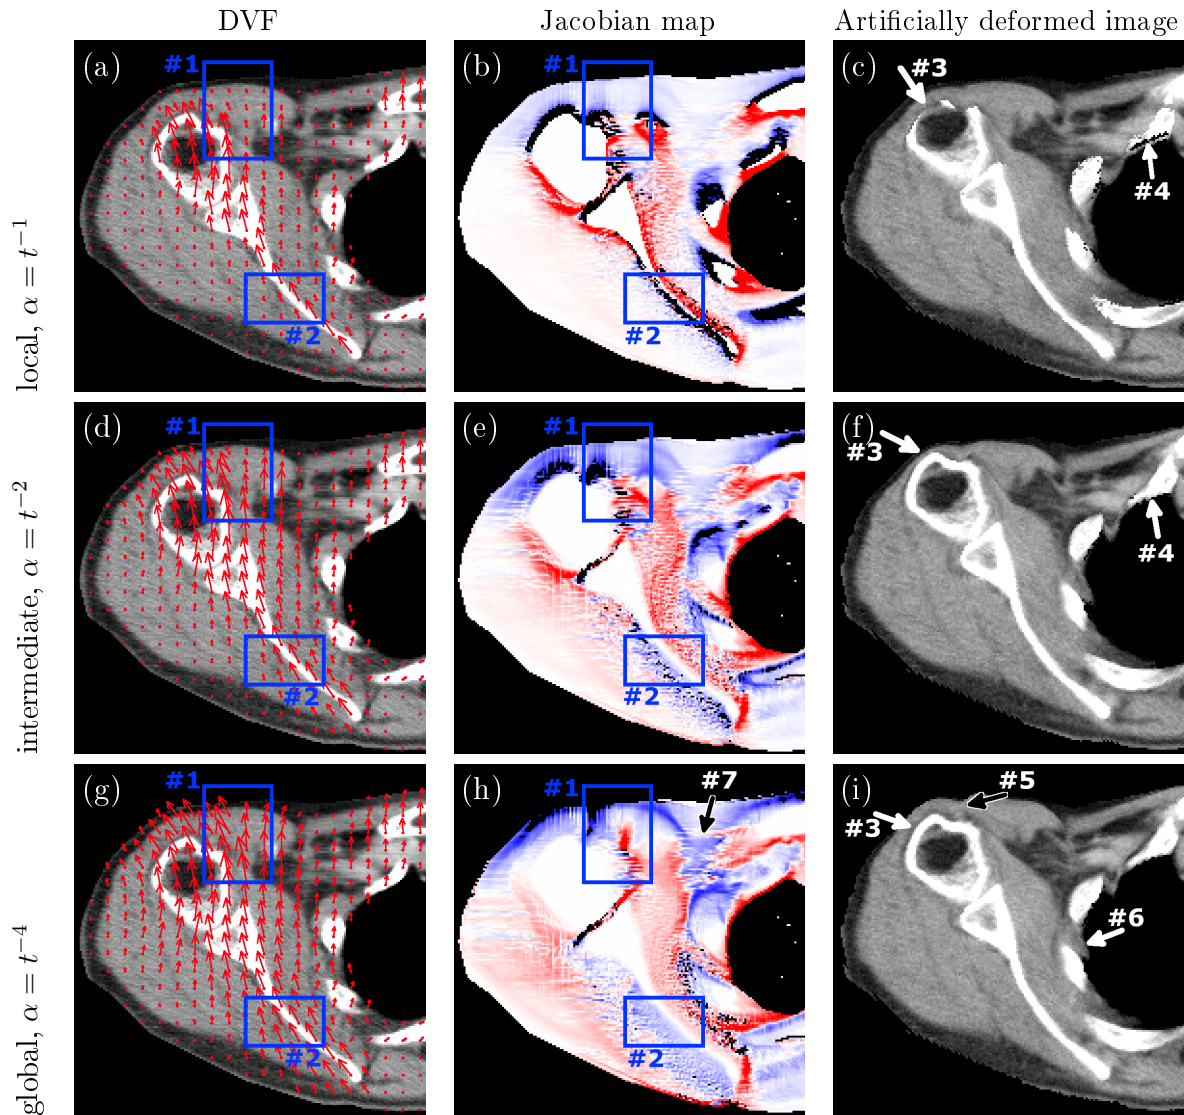 DVF Jacobian map Artificially deformed image
local, α = t⁻¹
(a) #1 #2
(b) #1 #2
(c) #3 #4
intermediate, α = t⁻²
(d) #1 #2
(e) #1 #2
(f) #3 #4
global, α = t⁻⁴
(g) #1 #2
(h) #1 #7 #2
(i) #5 #3 #6